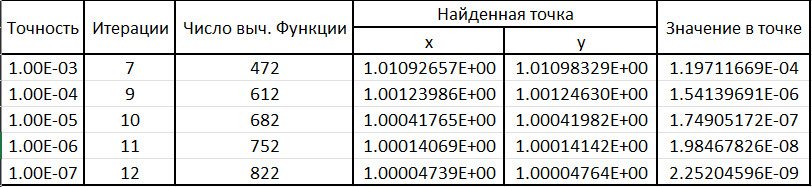 Точность Итерации Число выч. Функции Найденная точка Значение в точке
x y
1.00E-03 7 472 1.01092657E+00 1.01098329E+00 1.19711669E-04
1.00E-04 9 612 1.00123986E+00 1.00124630E+00 1.54139691E-06
1.00E-05 10 682 1.00041765E+00 1.00041982E+00 1.74905172E-07
1.00E-06 11 752 1.00014069E+00 1.00014142E+00 1.98467826E-08
1.00E-07 12 822 1.00004739E+00 1.00004764E+00 2.25204596E-09